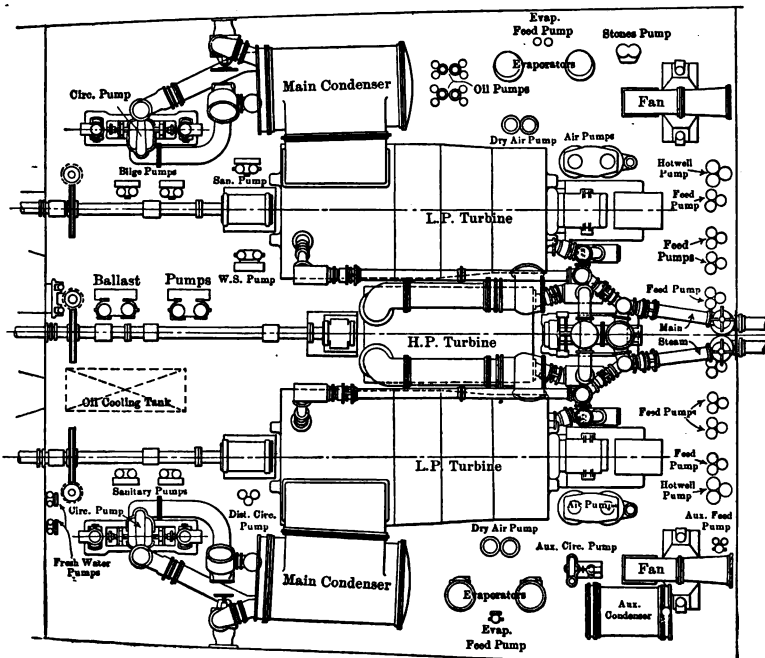 Evap.
Feed Pump
Stones Pump
Main Condenser
Evaporators
Oil Pumps
Circ. Pump
Fan
Dry Air Pump
Air Pumps
Bilge Pumps
San. Pump
Hotwell
Pump
Feed
Pump
L.P. Turbine
Feed
Pumps
W.S. Pump
Ballast Pumps
Feed Pump
Main
H.P. Turbine
Steam
Oil Cooling Tank
Feed Pumps
L.P. Turbine
Feed
Pump
Sanitary Pumps
Hotwell
Pump
Circ. Pump
Dist. Circ.
Pump
Air Pump
Aux. Feed
Pump
Dry Air Pump
Fresh Water
Pumps
Aux. Circ. Pump
Main Condenser
Fan
Evaporators
Aux.
Condenser
Evap.
Feed Pump